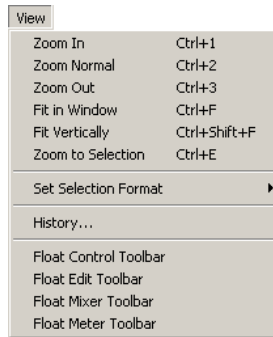 View
Zoom In Ctrl+1
Zoom Normal Ctrl+2
Zoom Out Ctrl+3
Fit in Window Ctrl+F
Fit Vertically Ctrl+Shift+F
Zoom to Selection Ctrl+E
Set Selection Format
History...
Float Control Toolbar
Float Edit Toolbar
Float Mixer Toolbar
Float Meter Toolbar